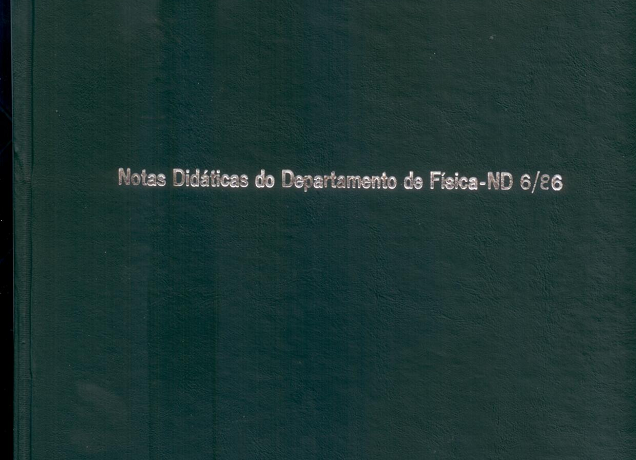 Notas Didáticas do Departamento de Física-ND 6/86